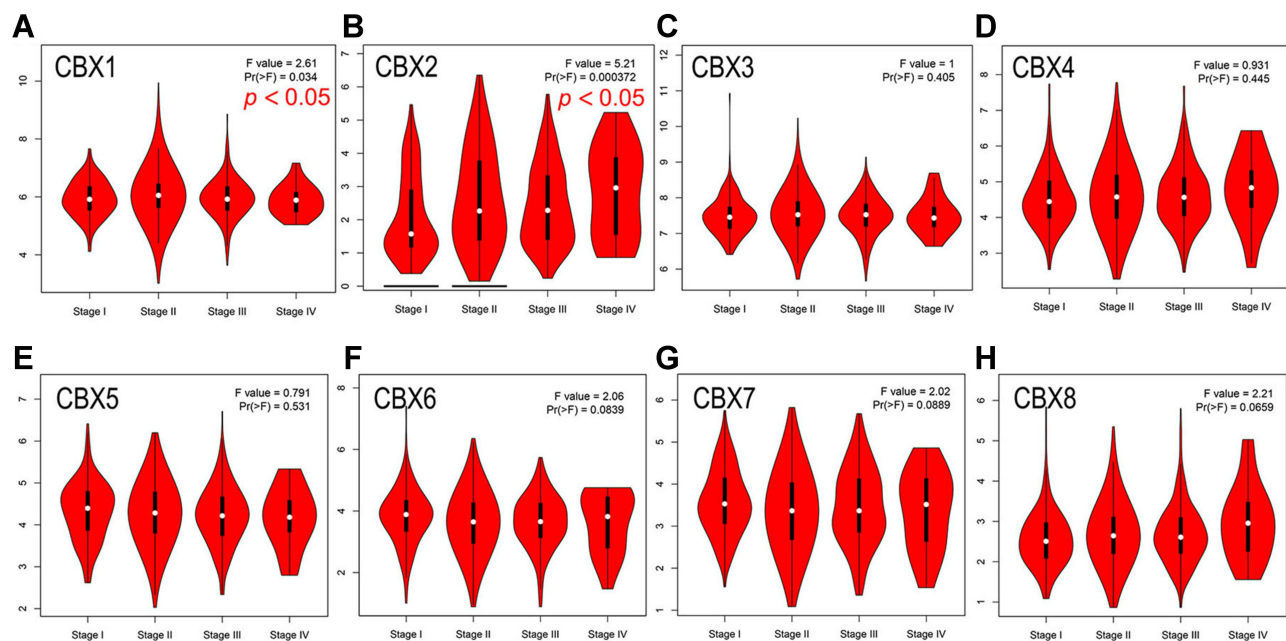 A
CBX1
F value = 2.61
Pr(>F) = 0.034
p < 0.05
10
8
6
4
Stage I
Stage II
Stage III
Stage IV
B
CBX2
F value = 5.21
Pr(>F) = 0.000372
p < 0.05
7
6
5
4
3
2
1
0
Stage I
Stage II
Stage III
Stage IV
C
CBX3
F value = 1
Pr(>F) = 0.405
12
11
10
9
8
7
6
Stage I
Stage II
Stage III
Stage IV
D
CBX4
F value = 0.931
Pr(>F) = 0.445
8
7
6
5
4
3
Stage I
Stage II
Stage III
Stage IV
E
CBX5
F value = 0.791
Pr(>F) = 0.531
7
6
5
4
3
2
Stage I
Stage II
Stage III
Stage IV
F
CBX6
F value = 2.06
Pr(>F) = 0.0839
8
6
4
2
Stage I
Stage II
Stage III
Stage IV
G
CBX7
F value = 2.02
Pr(>F) = 0.0889
6
5
4
3
2
1
Stage I
Stage II
Stage III
Stage IV
H
CBX8
F value = 2.21
Pr(>F) = 0.0659
6
5
4
3
2
1
Stage I
Stage II
Stage III
Stage IV